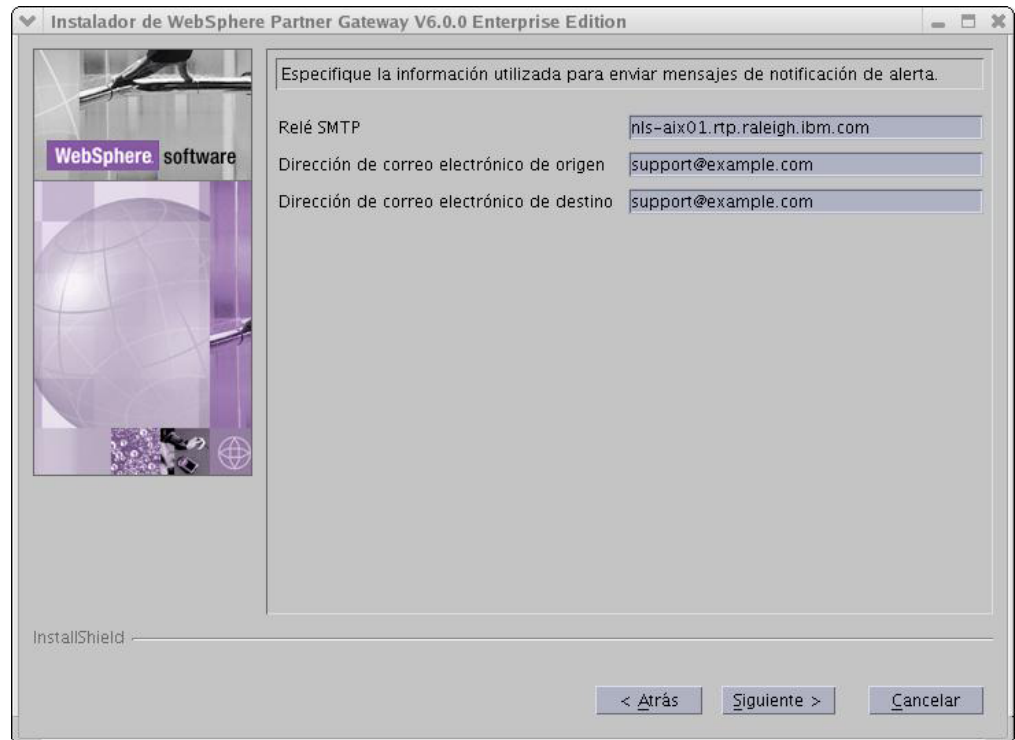 Instalador de WebSphere Partner Gateway V6.0.0 Enterprise Edition
WebSphere software
Especifique la información utilizada para enviar mensajes de notificación de alerta.
Relé SMTP nls-aix01.rtp.raleigh.ibm.com
Dirección de correo electrónico de origen support@example.com
Dirección de correo electrónico de destino support@example.com
InstallShield
< Atrás Siguiente > Cancelar